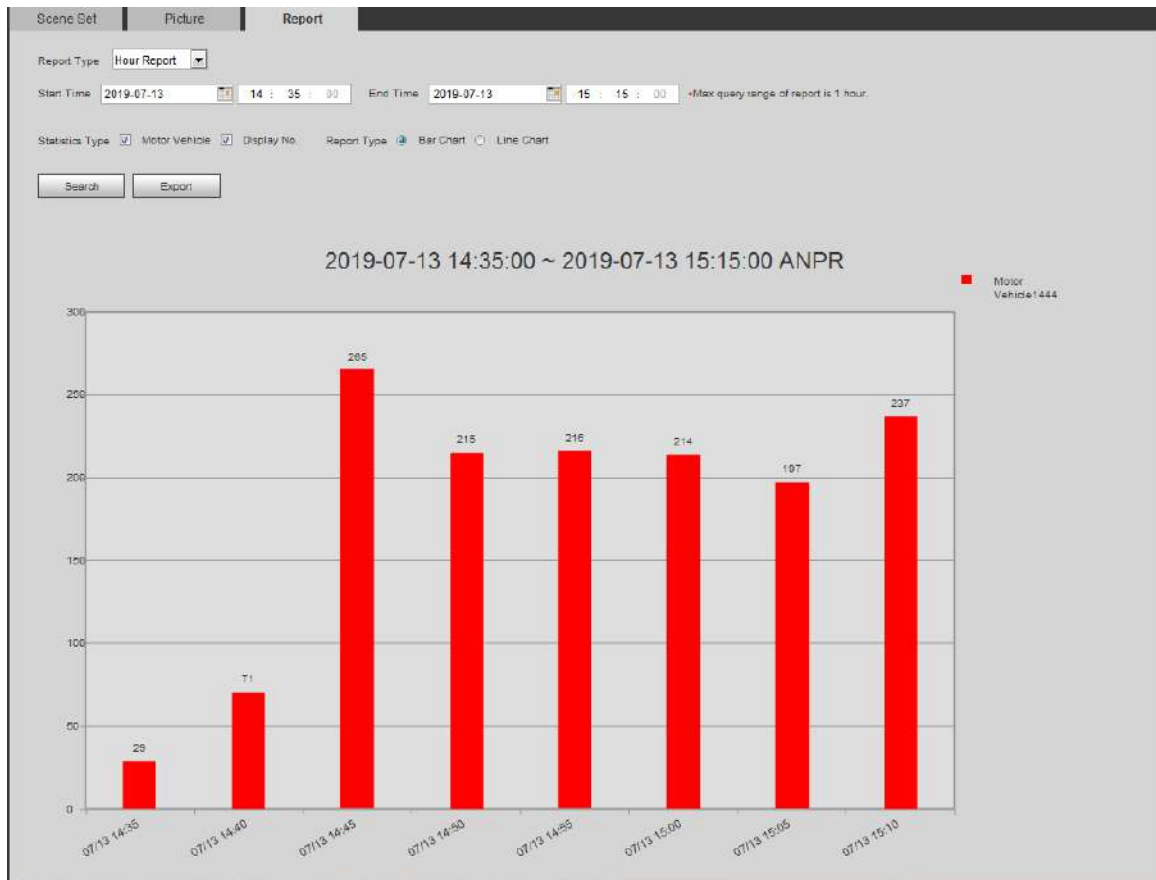 Scene Set Picture Report
Report Type Hour Report
Start Time 2019-07-13 14 : 35 : 00 End Time 2019-07-13 15 : 15 : 00 *Max query range of report is 1 hour.
Statistics Type Motor Vehicle Display No. Report Type Bar Chart Line Chart
Search Export
2019-07-13 14:35:00 ~ 2019-07-13 15:15:00 ANPR
Motor
Vehicle1444
300
265
250
237
215
216
214
200
197
150
100
71
50
29
0
07/13 14:35 07/13 14:40 07/13 14:45 07/13 14:50 07/13 14:55 07/13 15:00 07/13 15:05 07/13 15:10